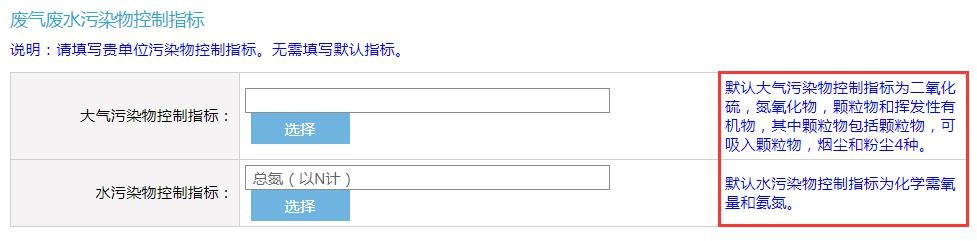 废气废水污染物控制指标
说明：请填写贵单位污染物控制指标。无需填写默认指标。
大气污染物控制指标：
选择
默认大气污染物控制指标为二氧化
硫，氮氧化物，颗粒物和挥发性有
机物，其中颗粒物包括颗粒物，可
吸入颗粒物，烟尘和粉尘4种。
水污染物控制指标：
总氮（以N计）
选择
默认水污染物控制指标为化学需氧
量和氨氮。